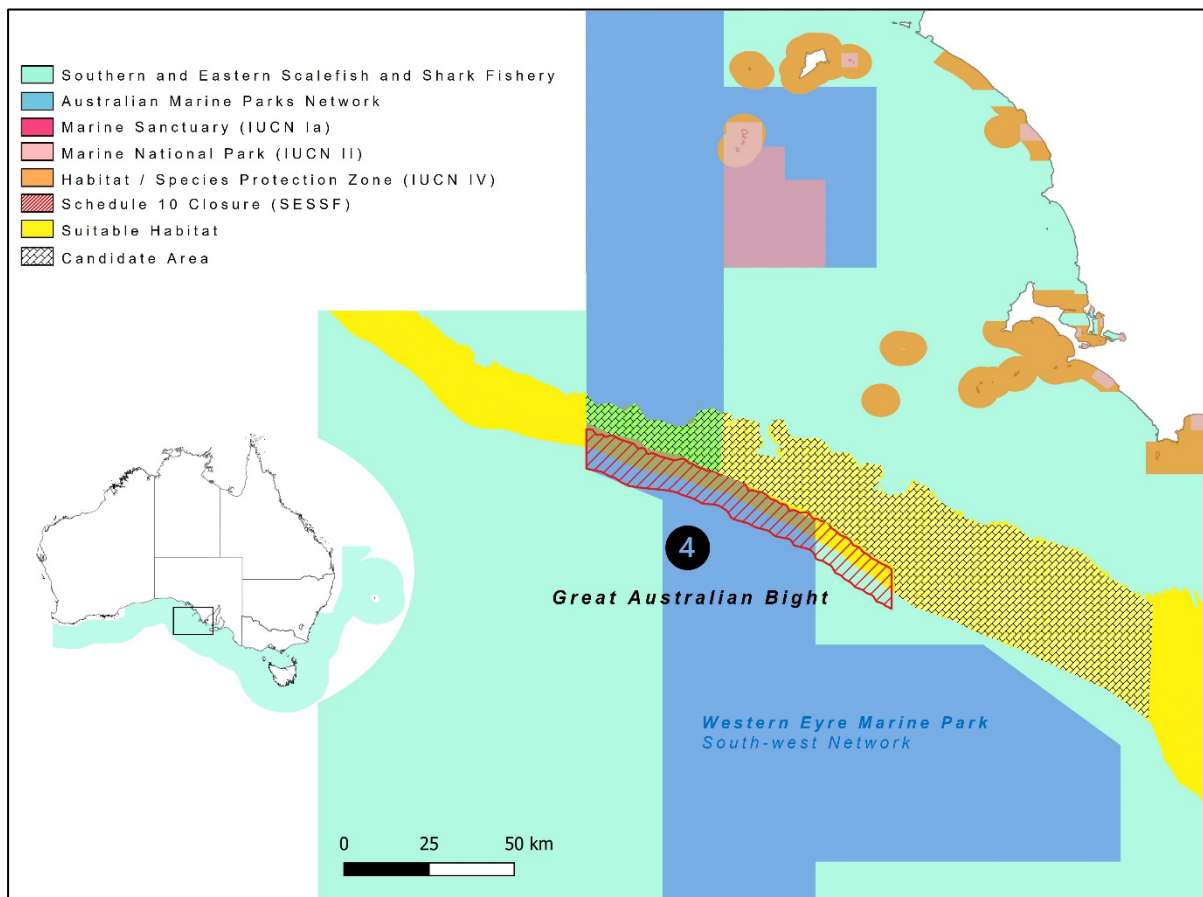 Southern and Eastern Scalefish and Shark Fishery
Australian Marine Parks Network
Marine Sanctuary (IUCN Ia)
Marine National Park (IUCN II)
Habitat / Species Protection Zone (IUCN IV)
Schedule 10 Closure (SESSF)
Suitable Habitat
Candidate Area
4
Great Australian Bight
Western Eyre Marine Park
South-west Network
0 25 50 km